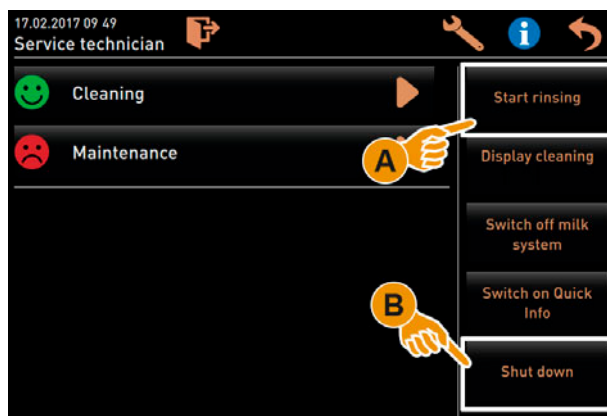 17.02.2017 09 49
Service technician
i
Cleaning
Start rinsing
Maintenance
A
Display cleaning
Switch off milk
system
B
Switch on Quick
Info
Shut down